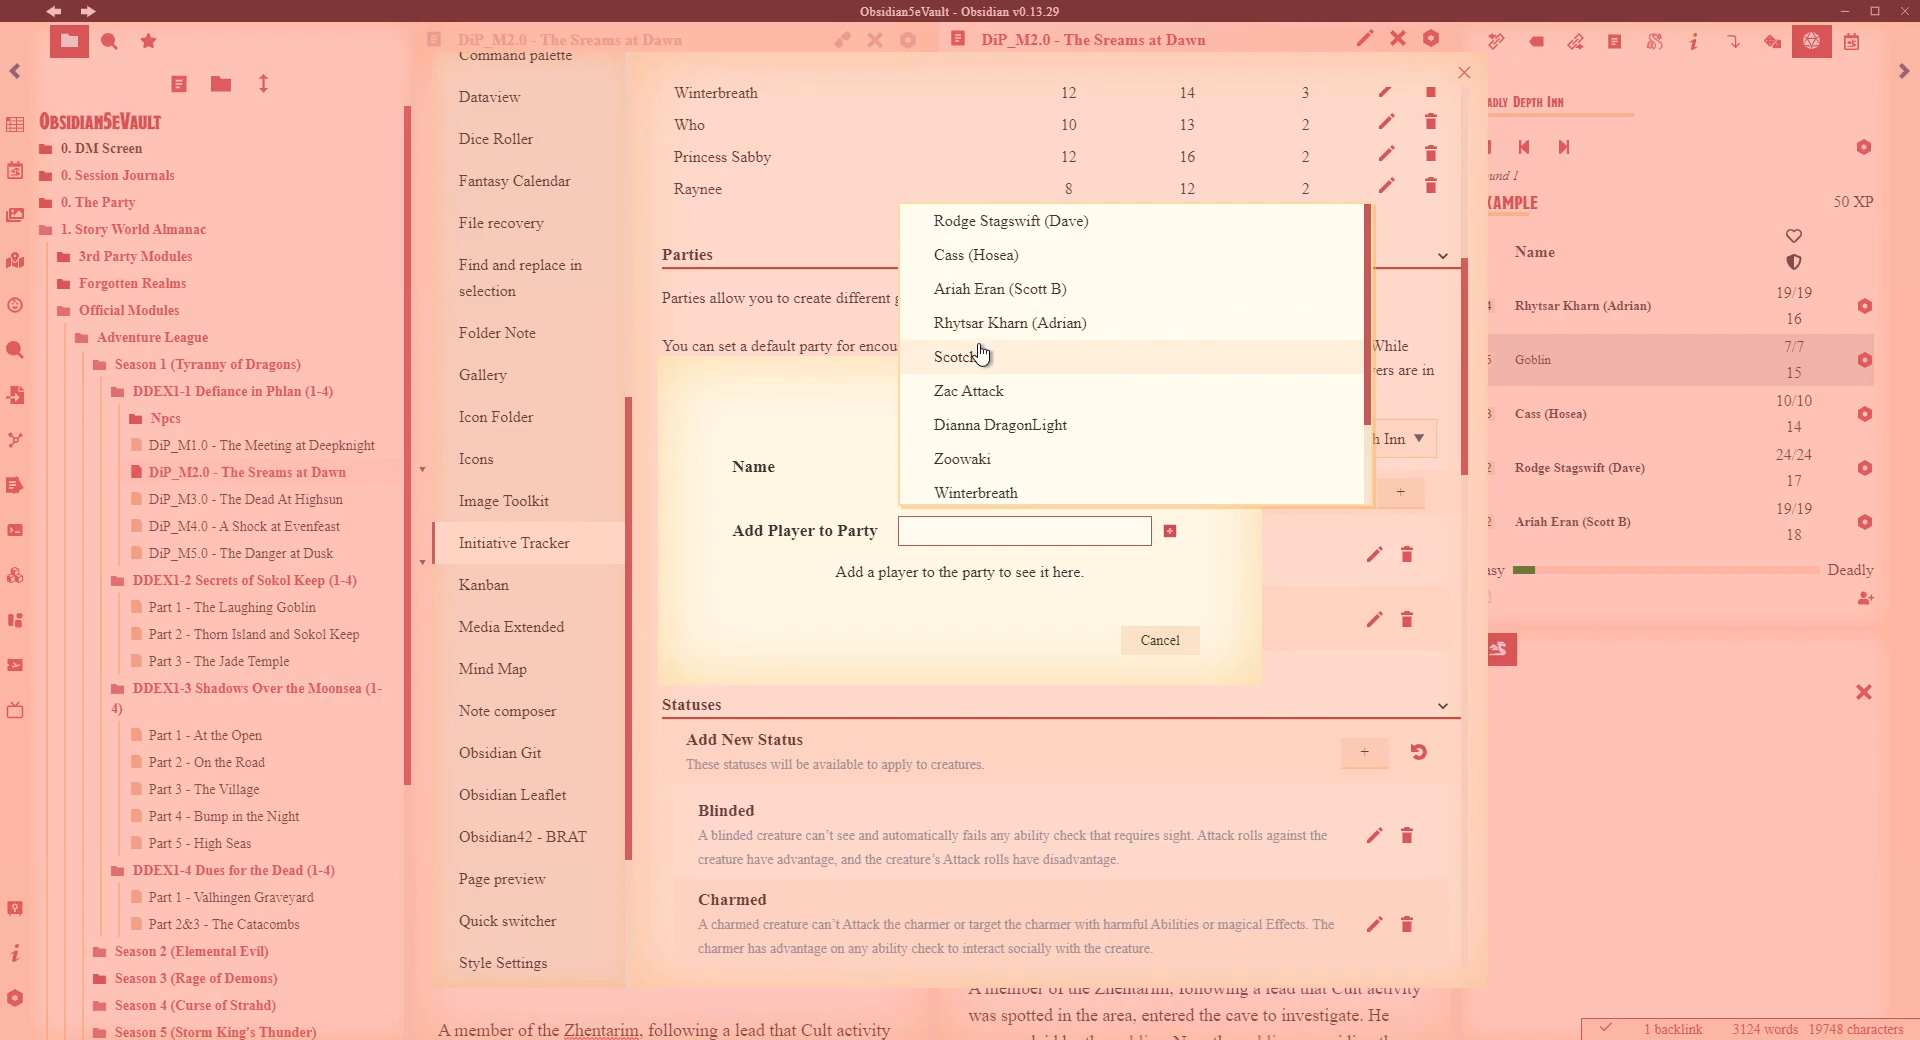 Obsidian5eVault - Obsidian v0.13.29
DiP_M2.0 - The Sreams at Dawn
DiP_M2.0 - The Sreams at Dawn
Obsidian5eVault
0. DM Screen
0. Session Journals
0. The Party
1. Story World Almanac
3rd Party Modules
Forgotten Realms
Official Modules
Adventure League
Season 1 (Tyranny of Dragons)
DDEX1-1 Defiance in Phlan (1-4)
Npcs
DiP_M1.0 - The Meeting at Deepknight
DiP_M2.0 - The Sreams at Dawn
DiP_M3.0 - The Dead At Highsun
DiP_M4.0 - A Shock at Evenfeast
DiP_M5.0 - The Danger at Dusk
DDEX1-2 Secrets of Sokol Keep (1-4)
Part 1 - The Laughing Goblin
Part 2 - Thorn Island and Sokol Keep
Part 3 - The Jade Temple
DDEX1-3 Shadows Over the Moonsea (1-
4)
Part 1 - At the Open
Part 2 - On the Road
Part 3 - The Village
Part 4 - Bump in the Night
Part 5 - High Seas
DDEX1-4 Dues for the Dead (1-4)
Part 1 - Valhingen Graveyard
Part 2&3 - The Catacombs
Season 2 (Elemental Evil)
Season 3 (Rage of Demons)
Season 4 (Curse of Strahd)
Season 5 (Storm King's Thunder)
Command palette
Dataview
Dice Roller
Fantasy Calendar
File recovery
Find and replace in
selection
Folder Note
Gallery
Icon Folder
Icons
Image Toolkit
Initiative Tracker
Kanban
Media Extended
Mind Map
Note composer
Obsidian Git
Obsidian Leaflet
Obsidian42 - BRAT
Page preview
Quick switcher
Style Settings
Winterbreath 12 14 3
Who 10 13 2
Princess Sabby 12 16 2
Raynee 8 12 2
Parties
Parties allow you to create different
You can set a default party for While
are in
Inn
Rodge Stagswift (Dave)
Cass (Hosea)
Ariah Eran (Scott B)
Rhytsar Kharn (Adrian)
Zac Attack
Dianna DragonLight
Zoowaki
Winterbreath
Name
+
Add Player to Party
Add a player to the party to see it here.
Cancel
Statuses
Add New Status
These statuses will be available to apply to creatures.
+
Blinded
A blinded creature can't see and automatically fails any ability check that requires sight. Attack rolls against the
creature have advantage, and the creature's Attack rolls have disadvantage.
Charmed
A charmed creature can't Attack the charmer or target the charmer with harmful Abilities or magical Effects. The
charmer has advantage on any ability check to interact socially with the creature.
A member of the Zhentarim, following a lead that Cult activity
A member of the Zhentarim, following a lead that Cult activity
was spotted in the area, entered the cave to investigate. He
Depth Inn
1
50 XP
Name
Rhytsar Kharn (Adrian) 19/19
16
Goblin 7/7
15
Cass (Hosea) 10/10
14
Rodge Stagswift (Dave) 24/24
17
Ariah Eran (Scott B) 19/19
18
Deadly
1 backlink 3124 words 19748 characters